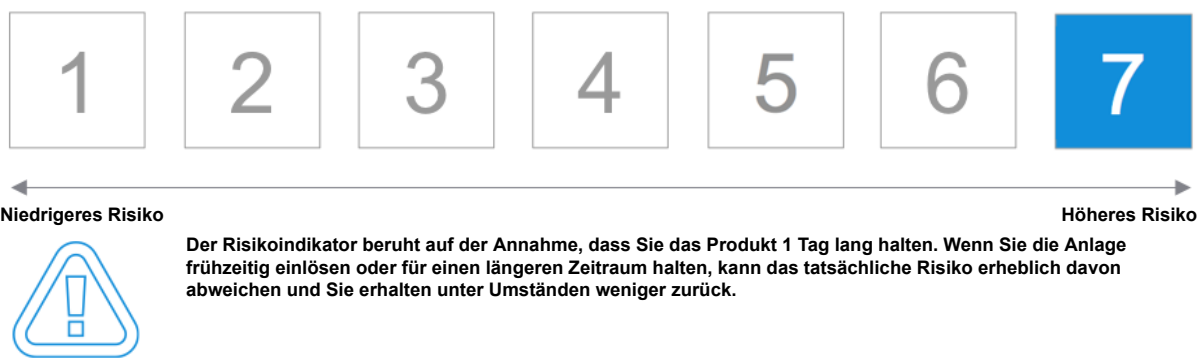 1 2 3 4 5 6 7
Niedrigeres Risiko Höheres Risiko
Der Risikoindikator beruht auf der Annahme, dass Sie das Produkt 1 Tag lang halten. Wenn Sie die Anlage
frühzeitig einlösen oder für einen längeren Zeitraum halten, kann das tatsächliche Risiko erheblich davon
abweichen und Sie erhalten unter Umständen weniger zurück.